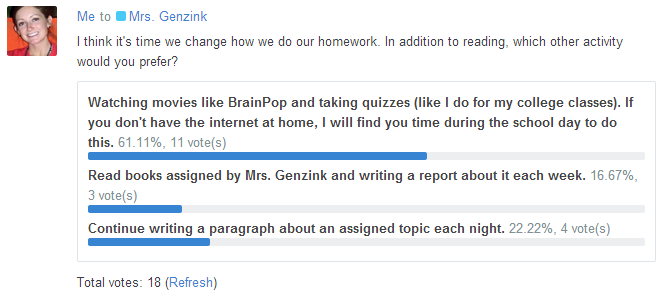 Me to Mrs. Genzink
I think it's time we change how we do our homework. In addition to reading, which other activity
would you prefer?
Watching movies like BrainPop and taking quizzes (like I do for my college classes). If
you don't have the internet at home, I will find you time during the school day to do
this. 61.11%, 11 vote(s)
Read books assigned by Mrs. Genzink and writing a report about it each week. 16.67%,
3 vote(s)
Continue writing a paragraph about an assigned topic each night. 22.22%, 4 vote(s)
Total votes: 18 (Refresh)